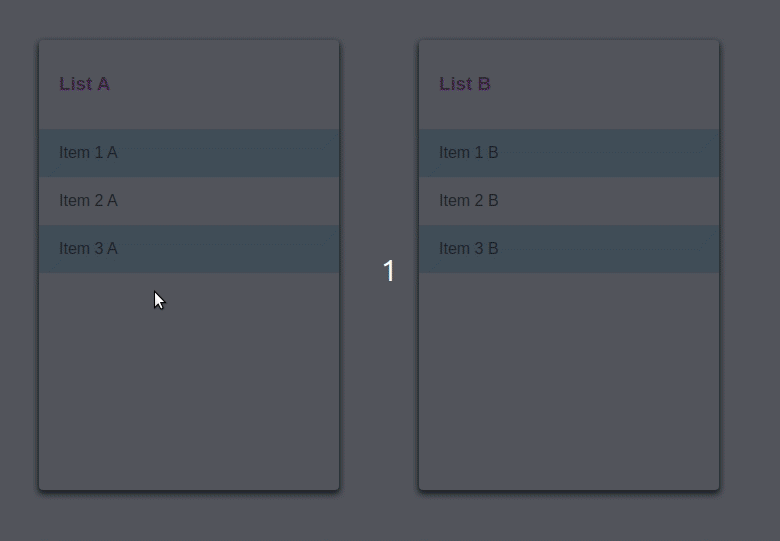 List A
Item 1 A
Item 2 A
Item 3 A
1
List B
Item 1 B
Item 2 B
Item 3 B